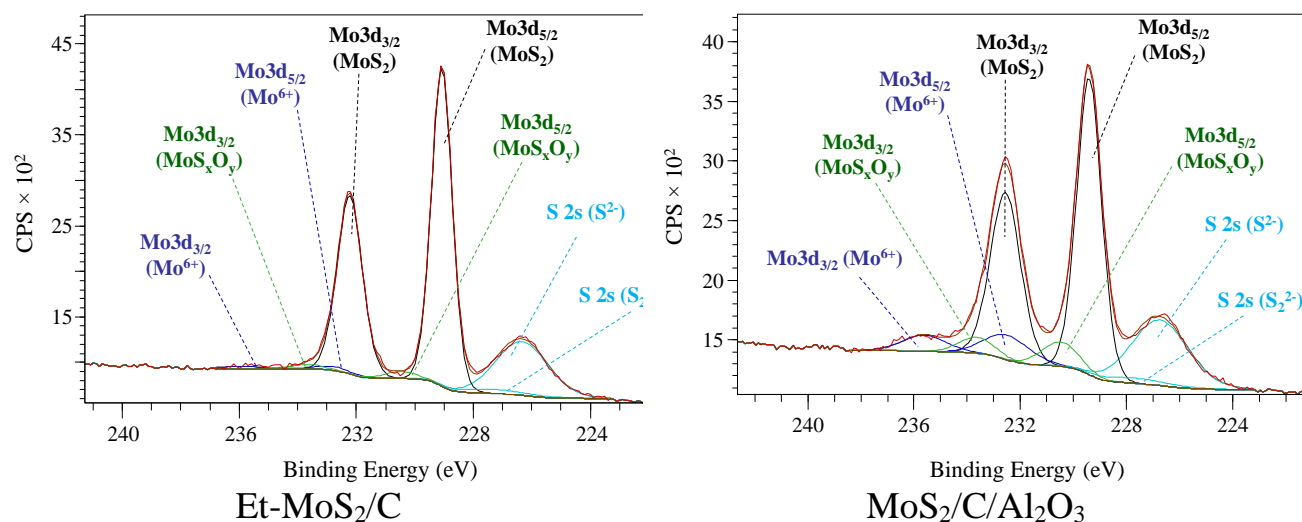 Mo3d3/2
(MoS2)
Mo3d5/2
(MoS2)
Mo3d5/2
(Mo6+)
Mo3d3/2
(MoSxOy)
Mo3d5/2
(MoSxOy)
S 2s (S2-)
Mo3d3/2
(Mo6+)
S 2s (S2
45
35
25
15
CPS × 102
240
236
232
228
224
Binding Energy (eV)
Et-MoS2/C
Mo3d3/2
(MoS2)
Mo3d5/2
(MoS2)
Mo3d5/2
(Mo6+)
Mo3d3/2
(MoSxOy)
Mo3d5/2
(MoSxOy)
S 2s (S2-)
Mo3d3/2 (Mo6+)
S 2s (S22-)
40
35
30
25
20
15
CPS × 102
240
236
232
228
224
Binding Energy (eV)
MoS2/C/Al2O3